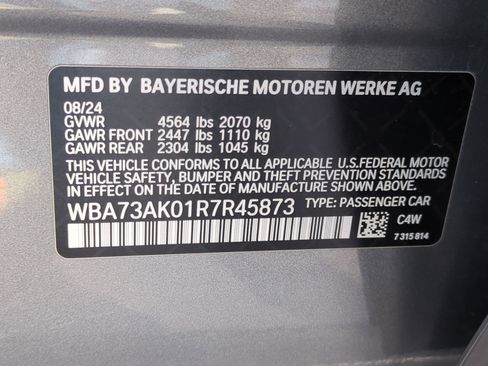 MFD BY BAYERISCHE MOTOREN WERKE AG
08/24
GVWR 4564 lbs 2070 kg
GAWR FRONT 2447 lbs 1110 kg
GAWR REAR 2304 lbs 1045 kg
THIS VEHICLE CONFORMS TO ALL APPLICABLE U.S.FEDERAL MOTOR
VEHICLE SAFETY, BUMPER AND THEFT PREVENTION STANDARDS
IN EFFECT ON THE DATE OF MANUFACTURE SHOWN ABOVE.
WBA73AK01R7R45873 TYPE: PASSENGER CAR
C4W
7 315 814